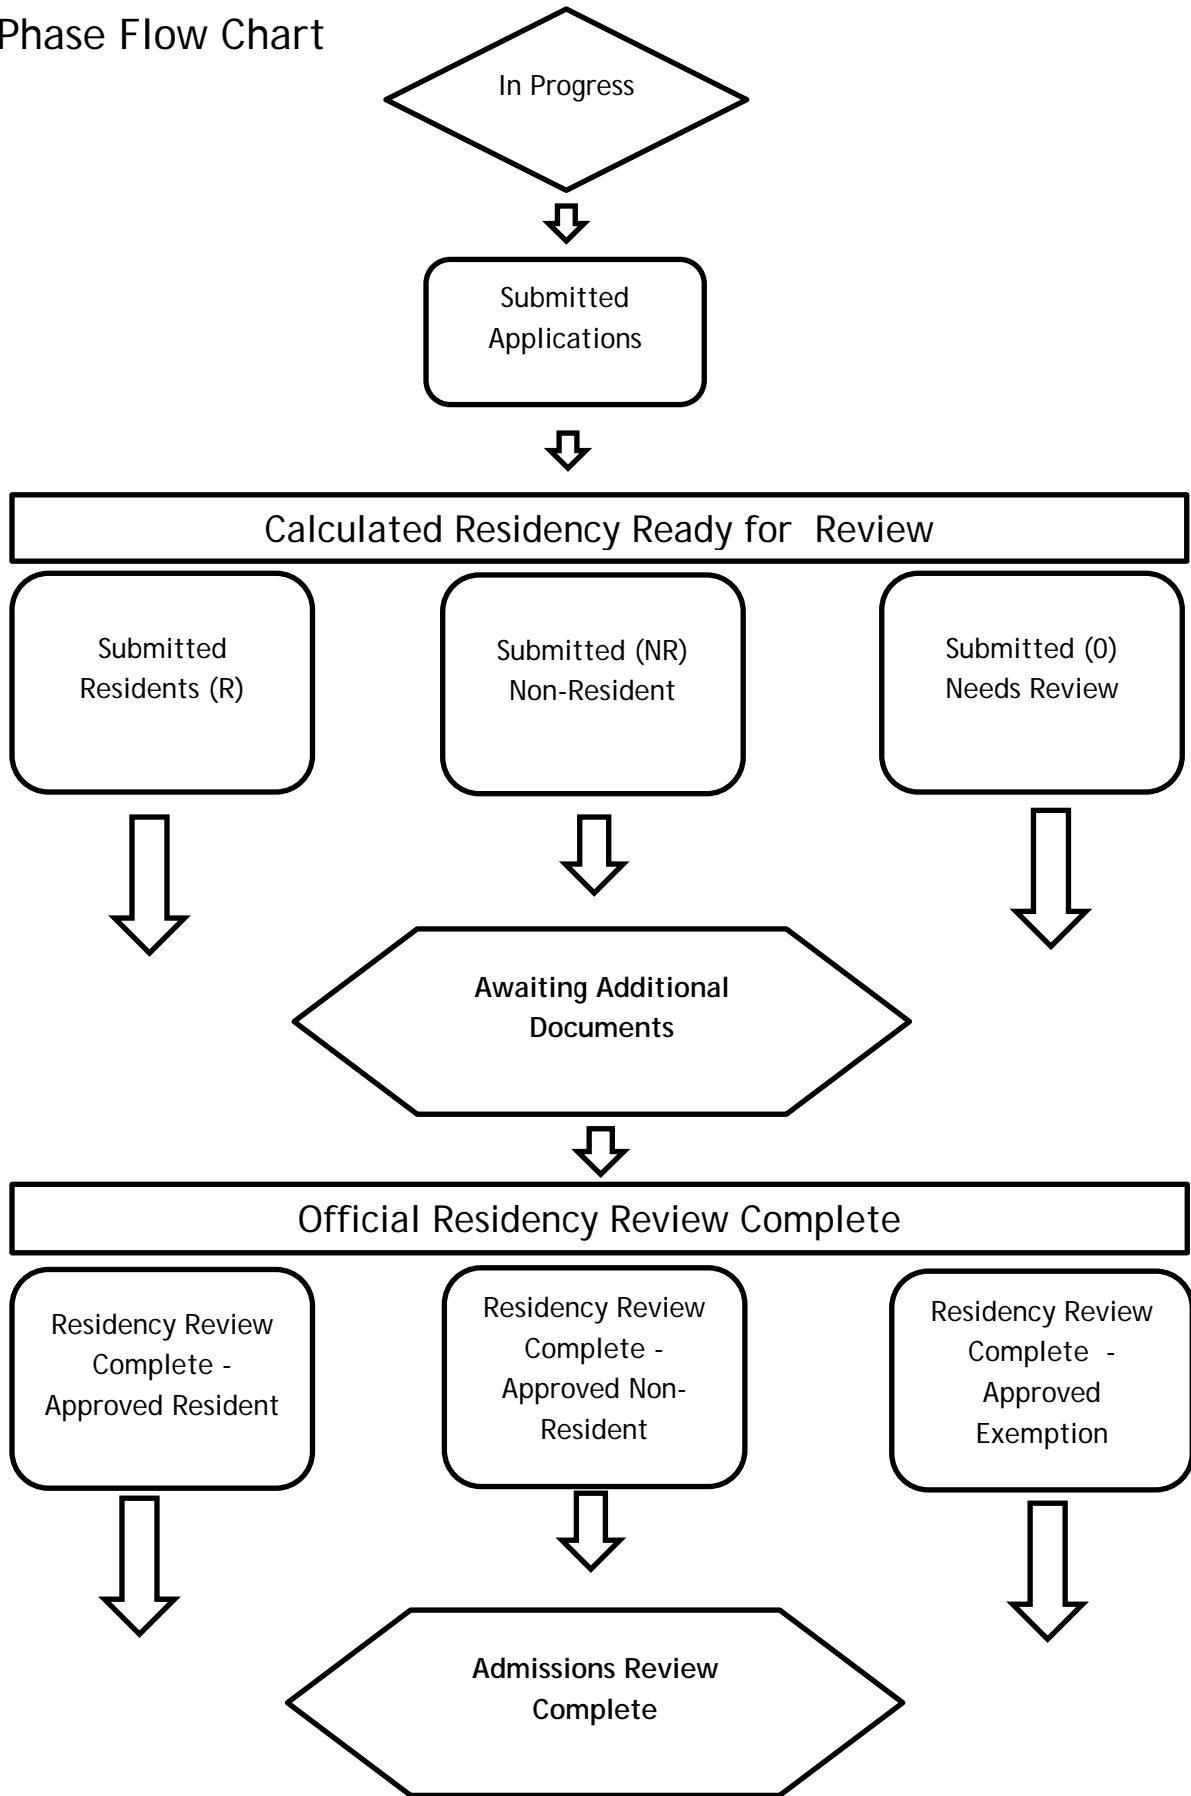 Phase Flow Chart
In Progress
Submitted
Applications
Calculated Residency Ready for  Review
Submitted
Residents (R)
Submitted (NR)
Non-Resident
Submitted (0)
Needs Review
Awaiting Additional
Documents
Official Residency Review Complete
Residency Review
Complete -
Approved Resident
Residency Review
Complete -
Approved Non-
Resident
Residency Review
Complete  -
Approved
Exemption
Admissions Review
Complete